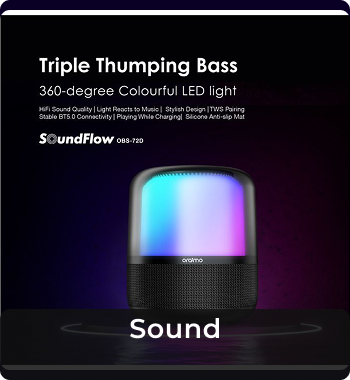 Triple Thumping Bass
360-degree Colourful LED light
HiFi Sound Quality | Light Reacts to Music | Stylish Design | TWS Pairing
Stable BT5.0 Connectivity | Playing While Charging| Silicone Anti-slip Mat
SoundFlow OBS-72D
oraimo
Sound